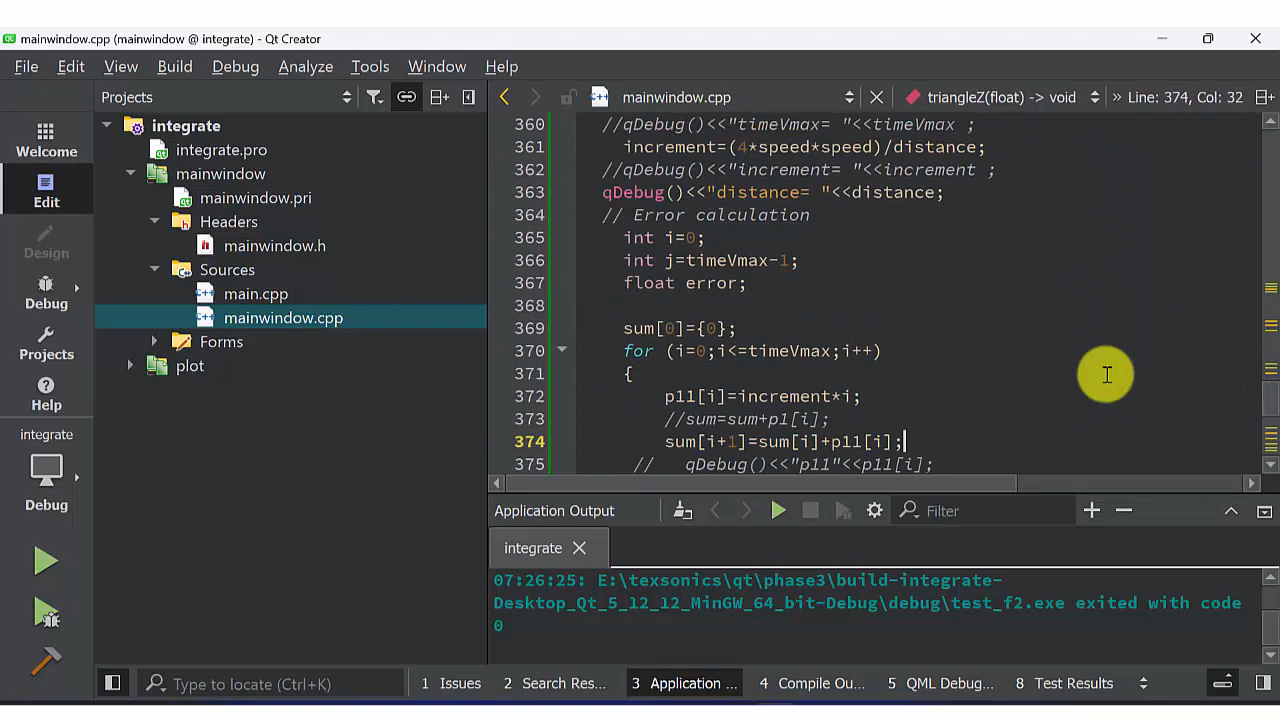 mainwindow.cpp (mainwindow @ integrate) - Qt Creator
File Edit View Build Debug Analyze Tools Window Help
Projects
mainwindow.cpp
triangleZ(float) -> void
» Line: 374, Col: 32
Welcome
Edit
Design
Debug
Projects
Help
integrate
Debug
integrate
integrate.pro
mainwindow
mainwindow.pri
Headers
mainwindow.h
Sources
main.cpp
mainwindow.cpp
Forms
plot
360 //qDebug()<<"timeVmax= "<<timeVmax ;
361 increment=(4*speed*speed)/distance;
362 //qDebug()<<"increment= "<<increment ;
363 qDebug()<<"distance= "<<distance;
364 // Error calculation
365 int i=0;
366 int j=timeVmax-1;
367 float error;
368
369 sum[0]={0};
370 for (i=0;i<=timeVmax;i++)
371 {
372 p11[i]=increment*i;
373 //sum=sum+p1[i];
374 sum[i+1]=sum[i]+p11[i];
375 // qDebug()<<"p11"<<p11[i];
Application Output
Filter
integrate
07:26:25: E:\texsonics\qt\phase3\build-integrate-
Desktop_Qt_5_12_12_MinGW_64_bit-Debug\debug\test_f2.exe exited with code
0
Type to locate (Ctrl+K)
1 Issues
2 Search Res...
3 Application ...
4 Compile Ou...
5 QML Debug...
8 Test Results